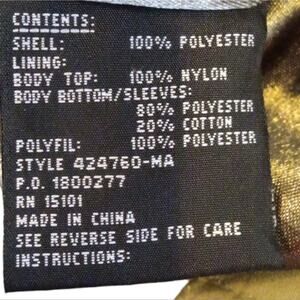 CONTENTS:
SHELL: 100% POLYESTER
LINING:
BODY TOP: 100% NYLON
BODY BOTTOM/SLEEVES:
80% POLYESTER
20% COTTON
POLYFIL: 100% POLYESTER
STYLE 424760-MA
P.O. 1800277
RN 15101
MADE IN CHINA
SEE REVERSE SIDE FOR CARE
INSTRUCTIONS: